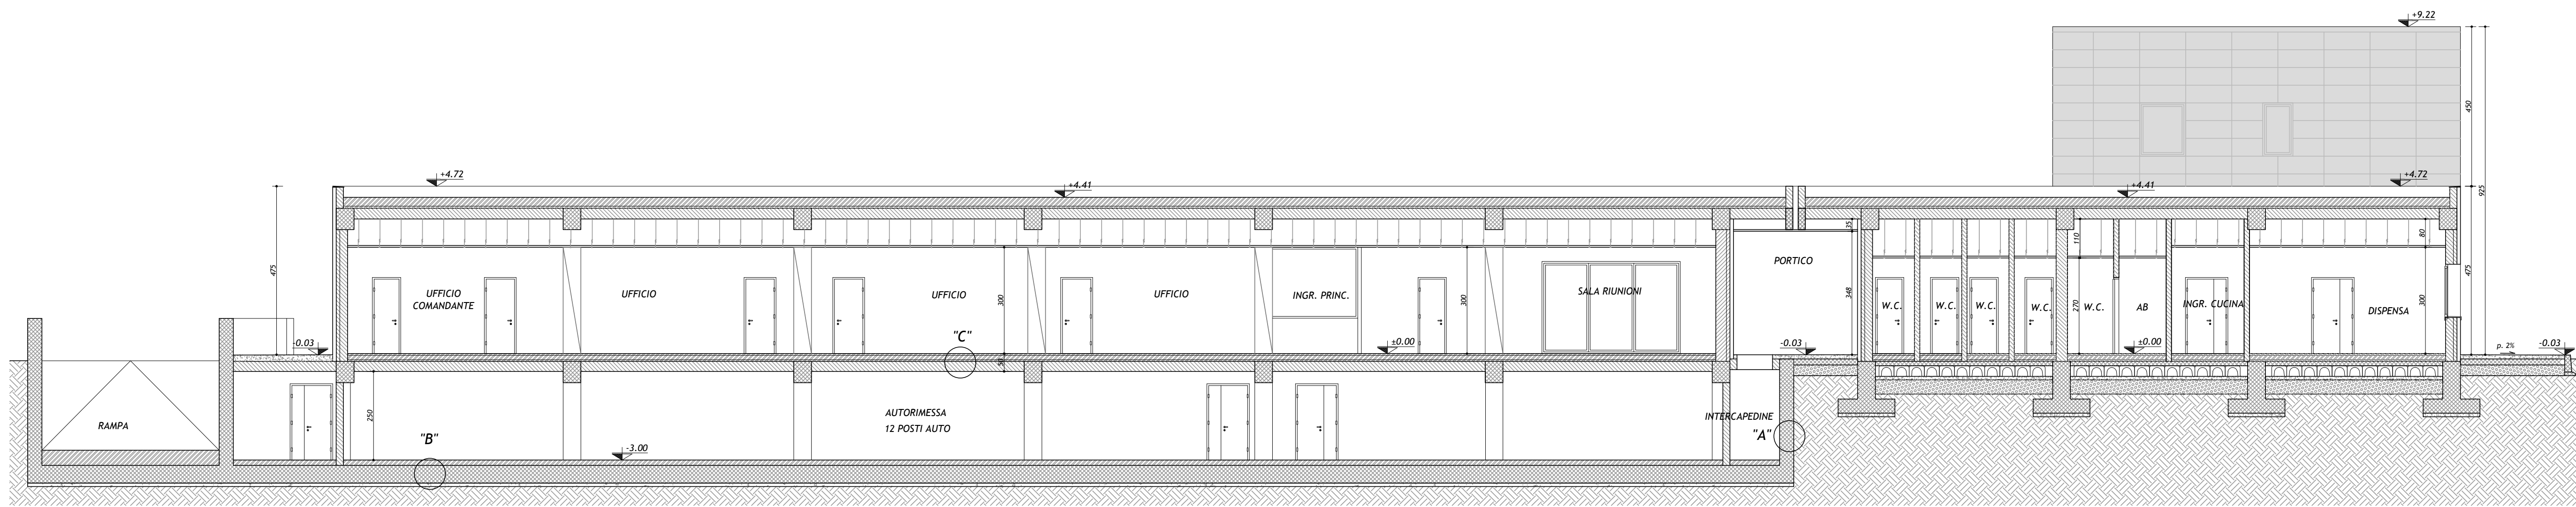 +9.22
450
925
+4.72
+4.41
+4.41
+4.72
475
35
110
80
475
PORTICO
UFFICIO
COMANDANTE
UFFICIO
UFFICIO
300
UFFICIO
INGR. PRINC.
300
SALA RIUNIONI
348
W.C.
W.C.
W.C.
W.C.
270
W.C.
AB
INGR. CUCINA
300
DISPENSA
-0.03
"C"
±0.00
-0.03
±0.00
p. 2%
-0.03
50
RAMPA
250
"B"
AUTORIMESSA
12 POSTI AUTO
-3.00
INTERCAPEDINE
"A"